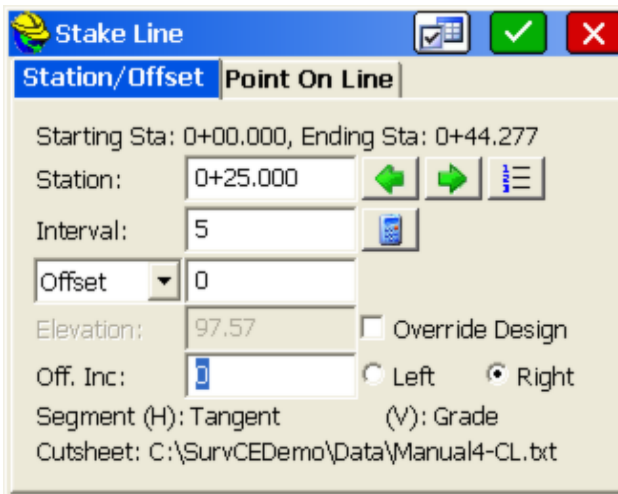 Stake Line
Station/Offset Point On Line
Starting Sta: 0+00.000, Ending Sta: 0+44.277
Station: 0+25.000
Interval: 5
Offset 0
Elevation: 97.57 Override Design
Off. Inc: 0 Left Right
Segment (H): Tangent (V): Grade
Cutsheet: C:\SurvCEDemo\Data\Manual4-CL.txt